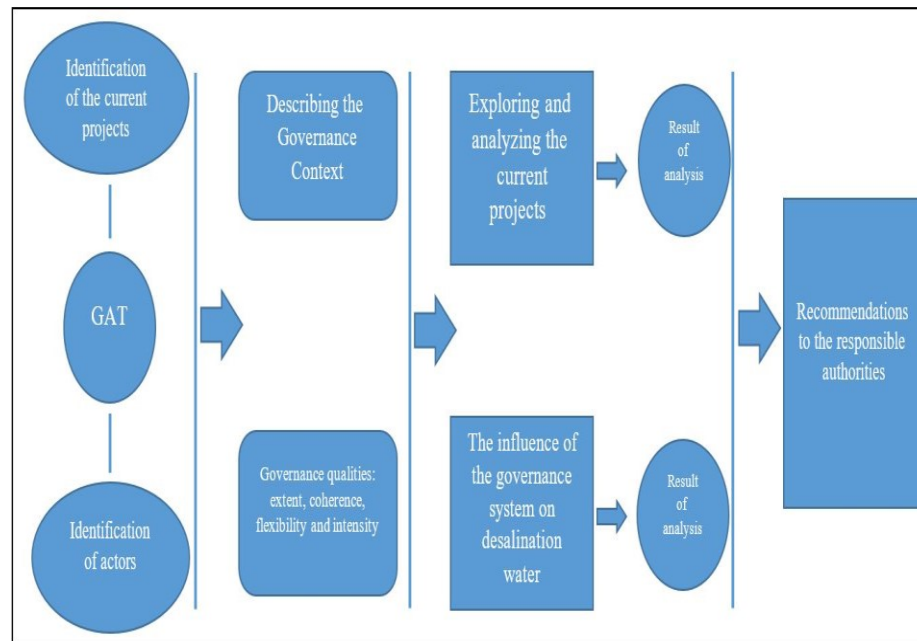 Identification
of the current
projects
GAT
Identification
of actors
Describing the
Governance
Context
Governance qualities:
extent, coherence,
flexibility and intensity
Exploring and
analyzing the
current
projects
Result
of
analysis
The influence of
the governance
system on
desalination
water
Result
of
analysis
Recommendations
to the responsible
authorities